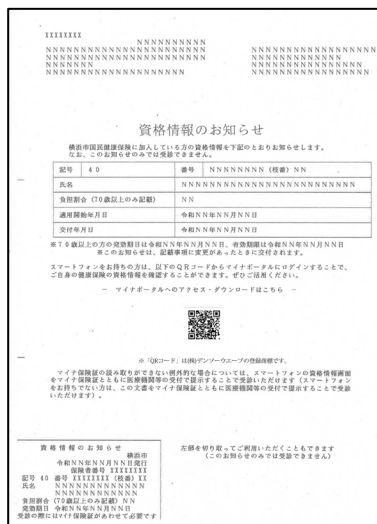 XXXXXXXX
NNNNNNNNNN
NNNNNNNNNNNNNNNNNNNN
NNNNNNNNNNNNNNNNNNNN
NNNNNNN
NNNNNNNNNNNNNNNNNN
NNNNNNNNNNNNNNNNNN
NNNNNNNNNNNNNNNNNN
NNNNNNNNNNNNN
NNNNNNNNNNNN
資格情報のお知らせ
横浜市国民健康保険に加入している方の資格情報を下記のとおりお知らせします。
なお、このお知らせのみでは受診できません。
記号 40 番号 NNNNNNNN (枝番) NN
氏名 NNNNNNNNNNNNNNNNNNNNNNNNNN
負担割合 (70歳以上のみ記載) NN
適用開始年月日 令和NN年NN月NN日
交付年月日 令和NN年NN月NN日
※70歳以上の方の発効期日は令和NN年NN月NN日、有効期限は令和NN年NN月NN日
※このお知らせは、記載事項に変更があったときに交付されます。
スマートフォンをお持ちの方は、以下のQRコードからマイナポータルにログインすることで、
ご自身の健康保険の資格情報を確認することができます。ぜひご活用ください。
－ マイナポータルへのアクセス・ダウンロードはこちら －
※「QRコード」は(株)デンソーウエーブの登録商標です。
マイナ保険証の読み取りができない例外的な場合については、スマートフォンの資格情報画面
をマイナ保険証とともに医療機関等の受付で提示することで受診いただけます（スマートフォン
をお持ちでない方は、この文書をマイナ保険証とともに医療機関等の受付で提示することで受診
いただけます）。
資格情報のお知らせ
横浜市
令和NN年NN月NN日発行
保険者番号 XXXXXXXX
記号 40 番号 XXXXXXXX (枝番) XX
氏名 NNNNNNNNNNNNN
NNNNNNNNNNNNN
負担割合 (70歳以上のみ記載) NN
発効期日 令和NN年NN月NN日
受診の際にはマイナ保険証があわせて必要です
左部を切り取ってご利用いただくこともできます
(このお知らせのみでは受診できません)